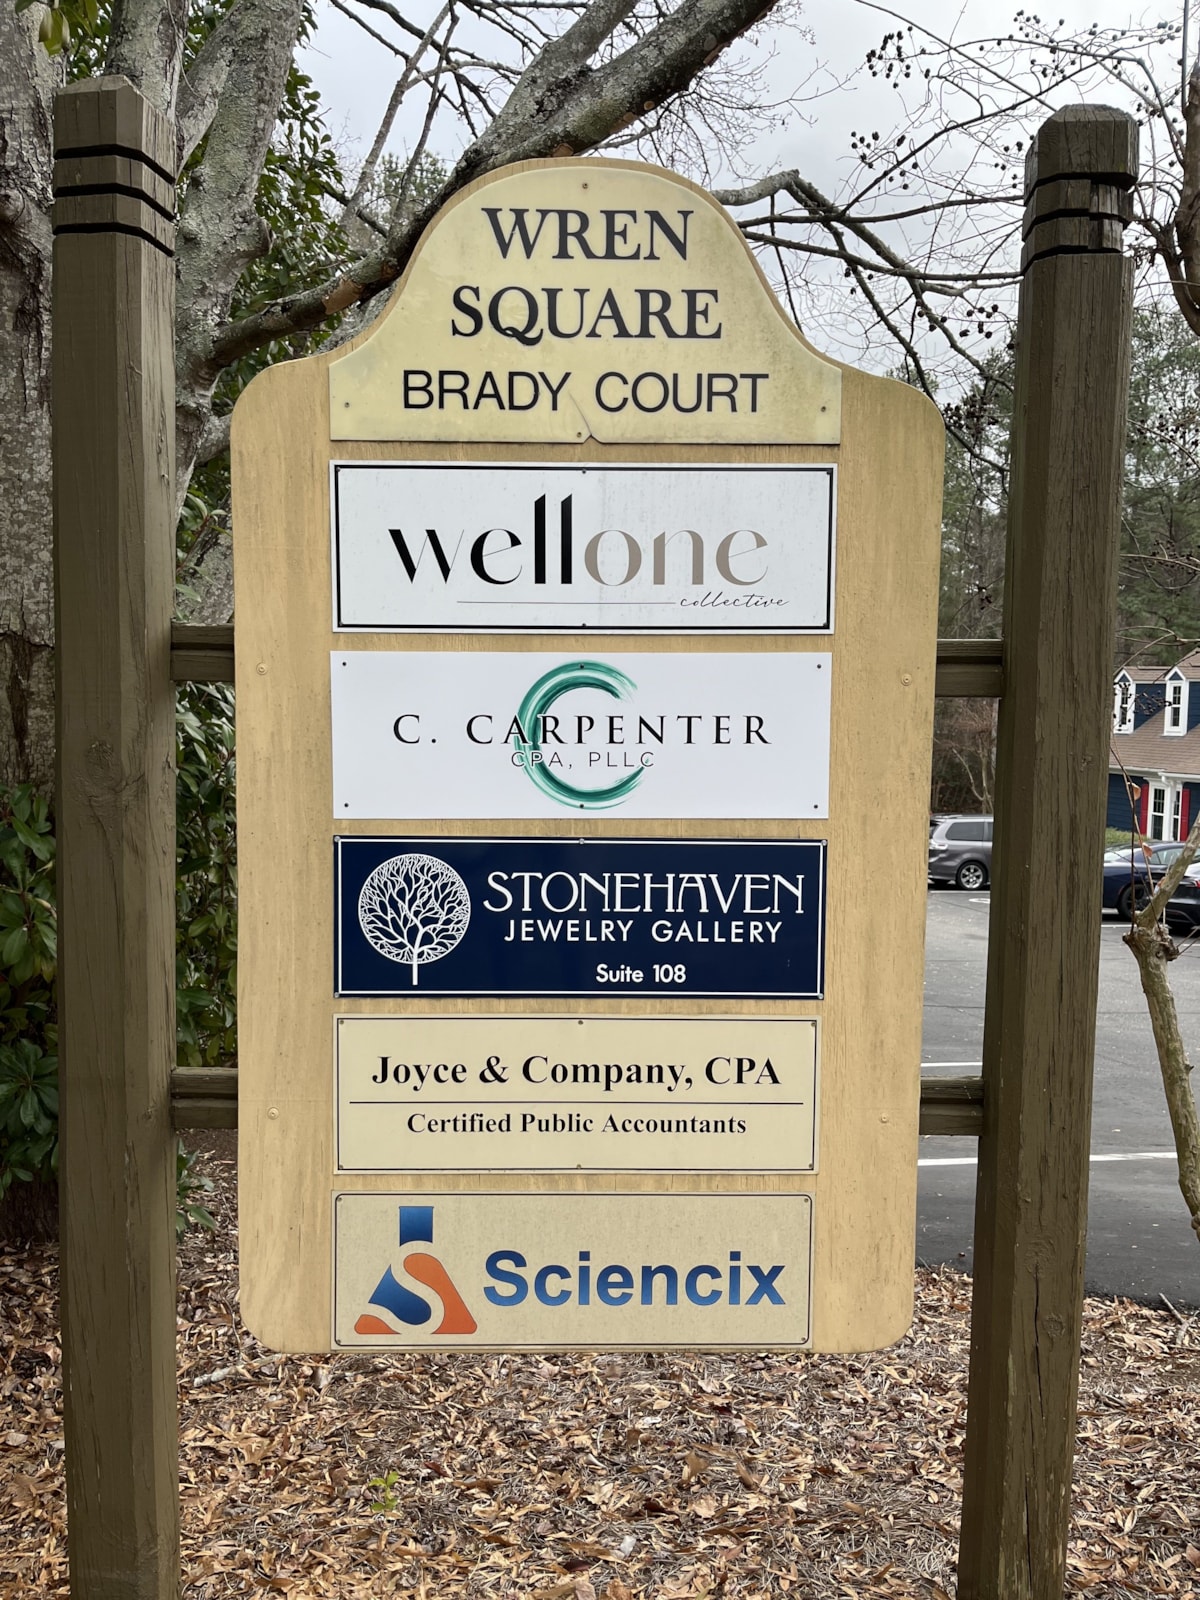 WREN
SQUARE
BRADY COURT
wellone
collective
C. CARPENTER
CPA, PLLC
STONEHAVEN
JEWELRY GALLERY
Suite 108
Joyce & Company, CPA
Certified Public Accountants
Sciencix